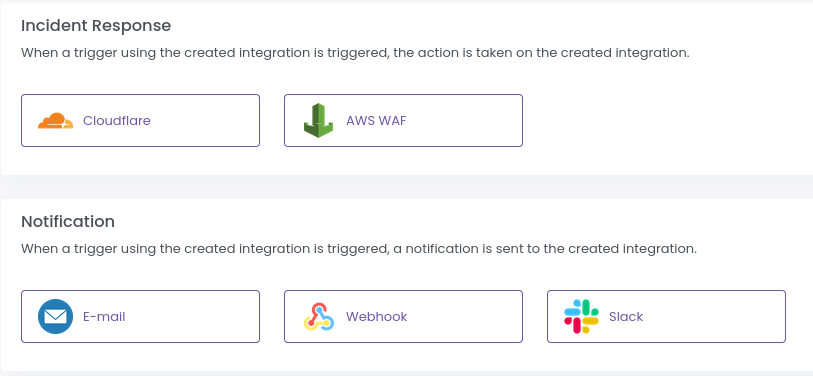 Incident Response
When a trigger using the created integration is triggered, the action is taken on the created integration.
Cloudflare
AWS WAF
Notification
When a trigger using the created integration is triggered, a notification is sent to the created integration.
E-mail
Webhook
Slack